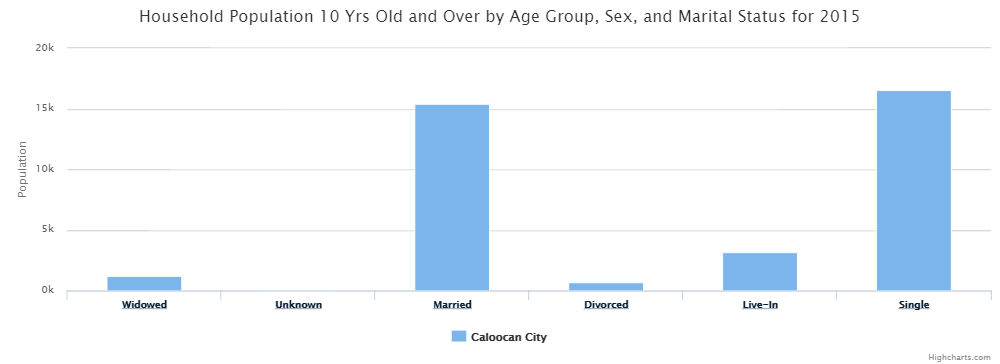 Household Population 10 Yrs Old and Over by Age Group, Sex, and Marital Status for 2015
20k
15k
10k
5k
0k
Population
Widowed Unknown Married Divorced Live-In Single
Caloocan City
Highcharts.com